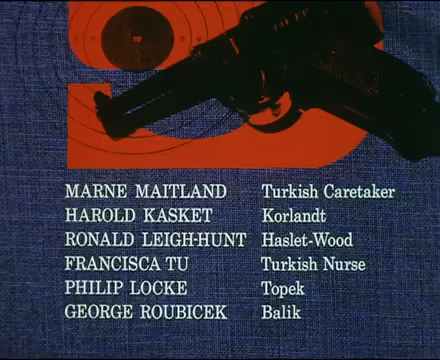 MARNE MAITLAND Turkish Caretaker
HAROLD KASKET Korlandt
RONALD LEIGH-HUNT Haslet-Wood
FRANCISCA TU Turkish Nurse
PHILIP LOCKE Topek
GEORGE ROUBICEK Balik